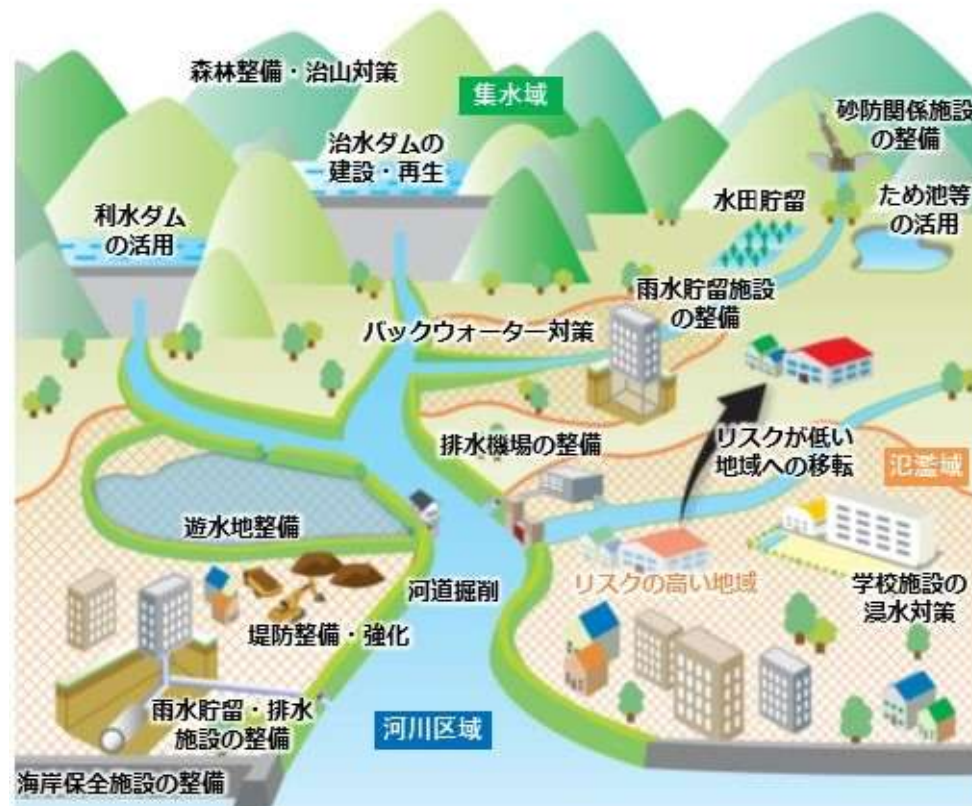 森林整備・治山対策
集水域
砂防関係施設
の整備
治水ダムの
建設・再生
水田貯留
ため池等
の活用
利水ダム
の活用
雨水貯留施設
の整備
バックウォーター対策
排水機場の整備
リスクが低い
地域への移転
氾濫域
遊水地整備
リスクの高い地域
河道掘削
学校施設の
浸水対策
堤防整備・強化
雨水貯留・排水
施設の整備
河川区域
海岸保全施設の整備